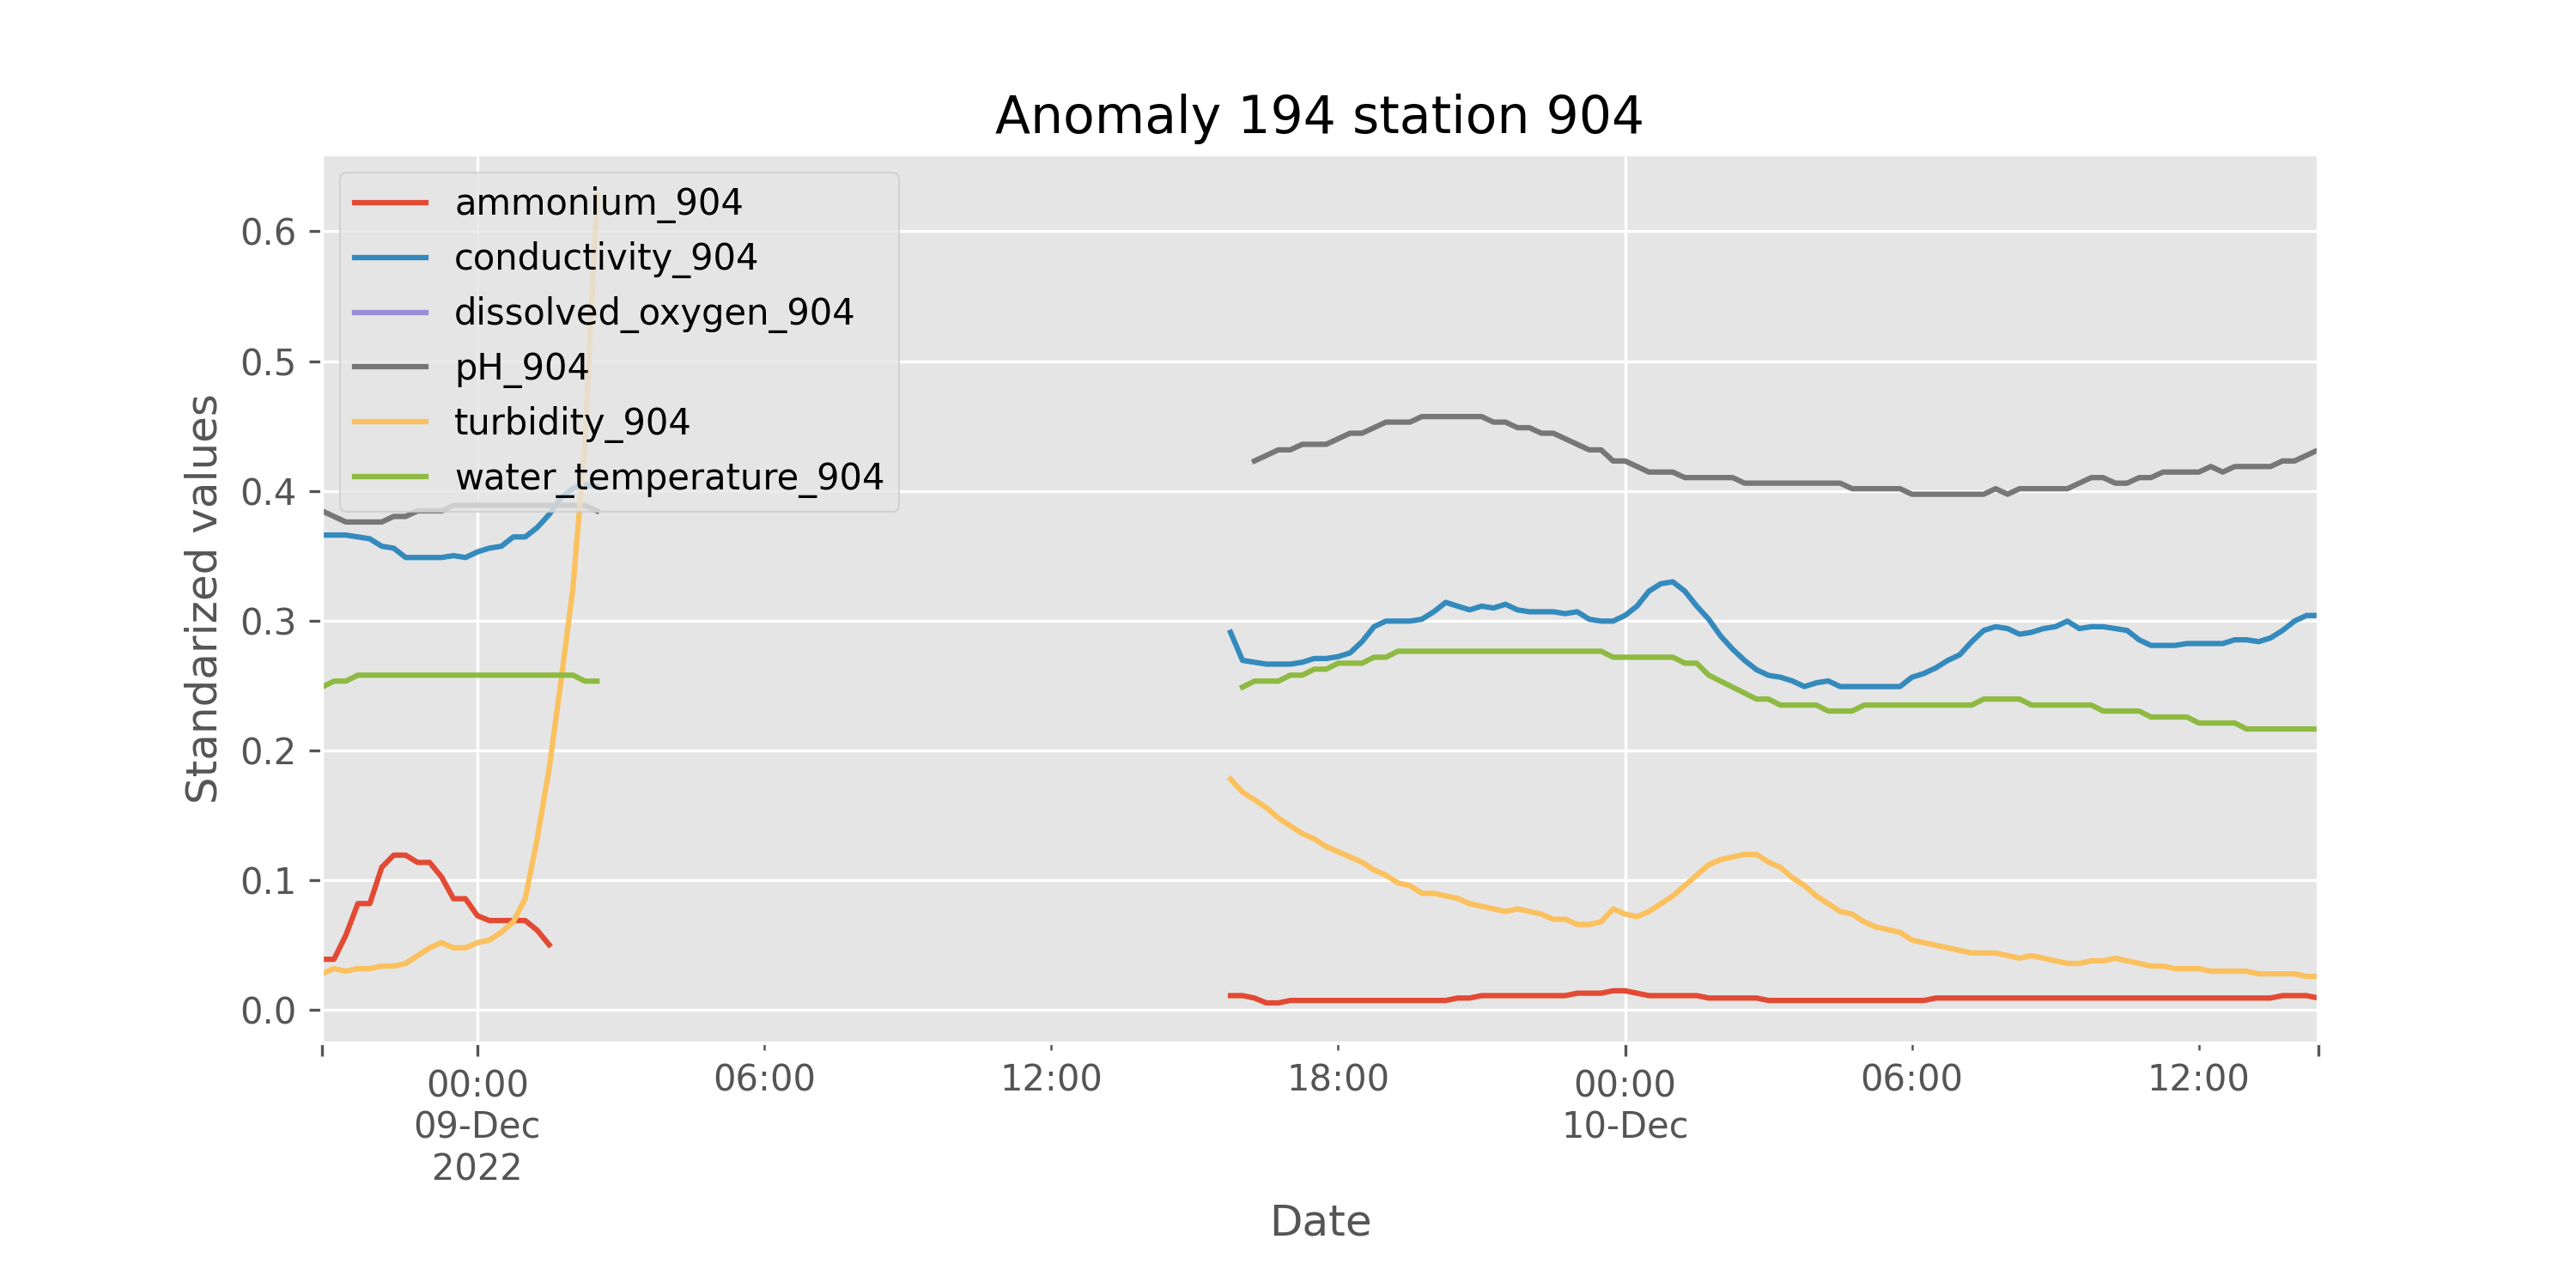 Anomaly 194 station 904
ammonium_904
conductivity_904
dissolved_oxygen_904
pH_904
turbidity_904
water_temperature_904
Standarized values
0.6
0.5
0.4
0.3
0.2
0.1
0.0
00:00
09-Dec
2022
06:00
12:00
18:00
00:00
10-Dec
06:00
12:00
Date